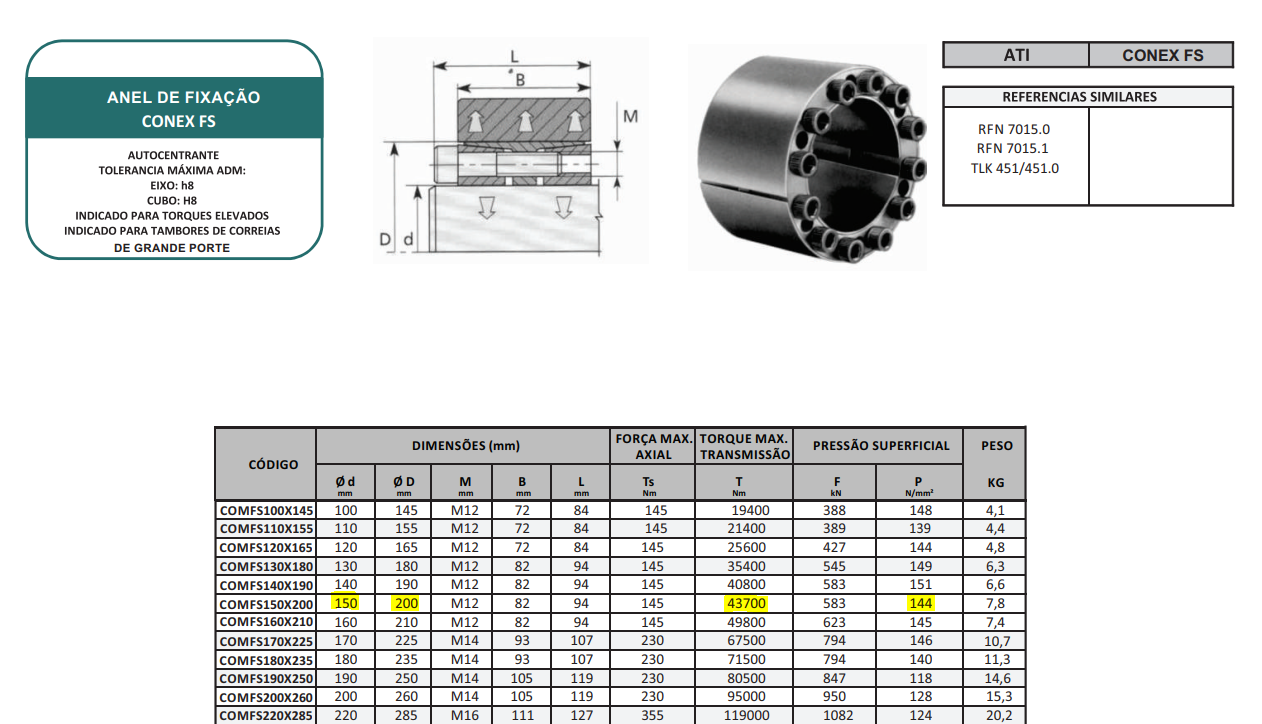 ANEL DE FIXAÇÃO
CONEX FS
AUTOCENTRANTE
TOLERANCIA MÁXIMA ADM:
EIXO: h8
CUBO: H8
INDICADO PARA TORQUES ELEVADOS
INDICADO PARA TAMBORES DE CORREIAS
DE GRANDE PORTE
L
*B
M
D d
ATI CONEX FS
REFERENCIAS SIMILARES
RFN 7015.0
RFN 7015.1
TLK 451/451.0
CÓDIGO DIMENSÕES (mm) FORÇA MAX. AXIAL TORQUE MAX. TRANSMISSÃO PRESSÃO SUPERFICIAL PESO
Ø d mm Ø D mm M mm B mm L mm Ts Nm T Nm F kN P N/mm² KG
COMFS100X145 100 145 M12 72 84 145 19400 388 148 4,1
COMFS110X155 110 155 M12 72 84 145 21400 389 139 4,4
COMFS120X165 120 165 M12 72 84 145 25600 427 144 4,8
COMFS130X180 130 180 M12 82 94 145 35400 545 149 6,3
COMFS140X190 140 190 M12 82 94 145 40800 583 151 6,6
COMFS150X200 150 200 M12 82 94 145 43700 583 144 7,8
COMFS160X210 160 210 M12 82 94 145 49800 623 145 7,4
COMFS170X225 170 225 M14 93 107 230 67500 794 146 10,7
COMFS180X235 180 235 M14 93 107 230 71500 794 140 11,3
COMFS190X250 190 250 M14 105 119 230 80500 847 118 14,6
COMFS200X260 200 260 M14 105 119 230 95000 950 128 15,3
COMFS220X285 220 285 M16 111 127 355 119000 1082 124 20,2